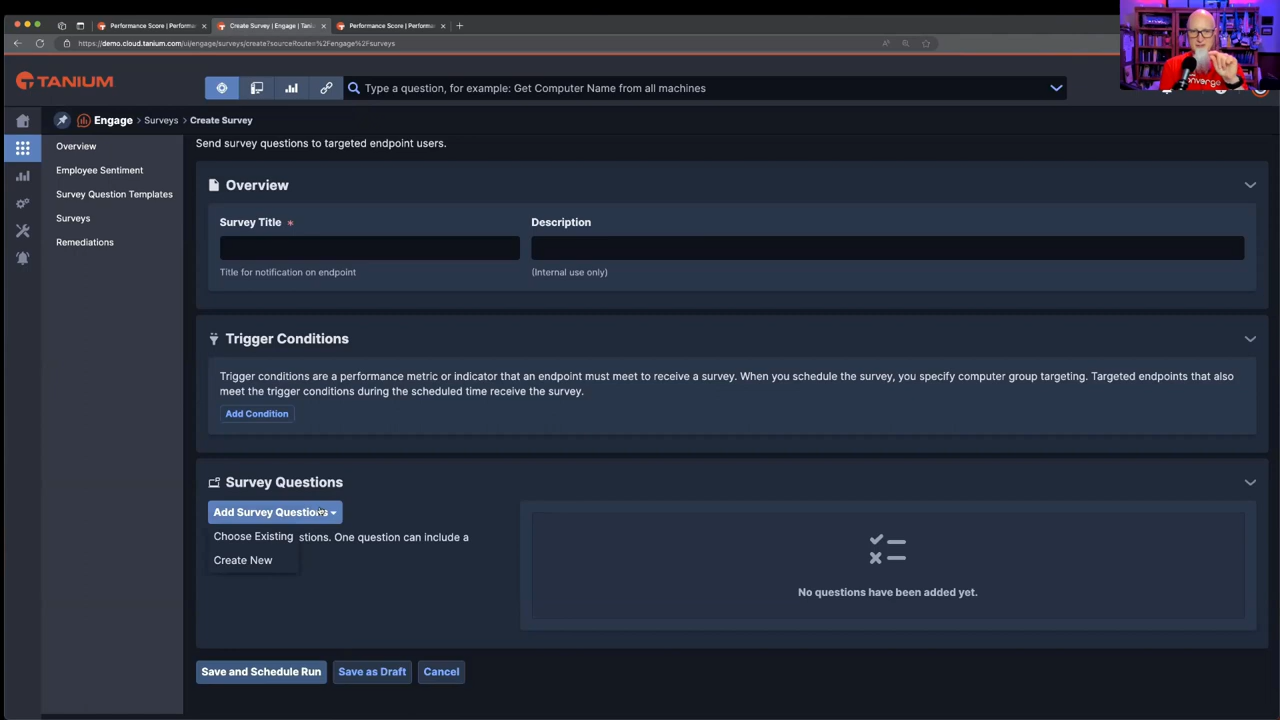 Performance Score | Performa
Create Survey | Engage | Tani
Performance Score | Performa
https://demo.cloud.tanium.com/ui/engage/surveys/create?sourceRoute=%2Fengage%2Fsurveys
TANIUM
Type a question, for example: Get Computer Name from all machines
Engage
Surveys
Create Survey
Overview
Employee Sentiment
Survey Question Templates
Surveys
Remediations
Send survey questions to targeted endpoint users.
Overview
Survey Title *
Description
Title for notification on endpoint
(Internal use only)
Trigger Conditions
Trigger conditions are a performance metric or indicator that an endpoint must meet to receive a survey. When you schedule the survey, you specify computer group targeting. Targeted endpoints that also
meet the trigger conditions during the scheduled time receive the survey.
Add Condition
Survey Questions
Add Survey Questions
Choose Existing
stions. One question can include a
Create New
No questions have been added yet.
Save and Schedule Run
Save as Draft
Cancel